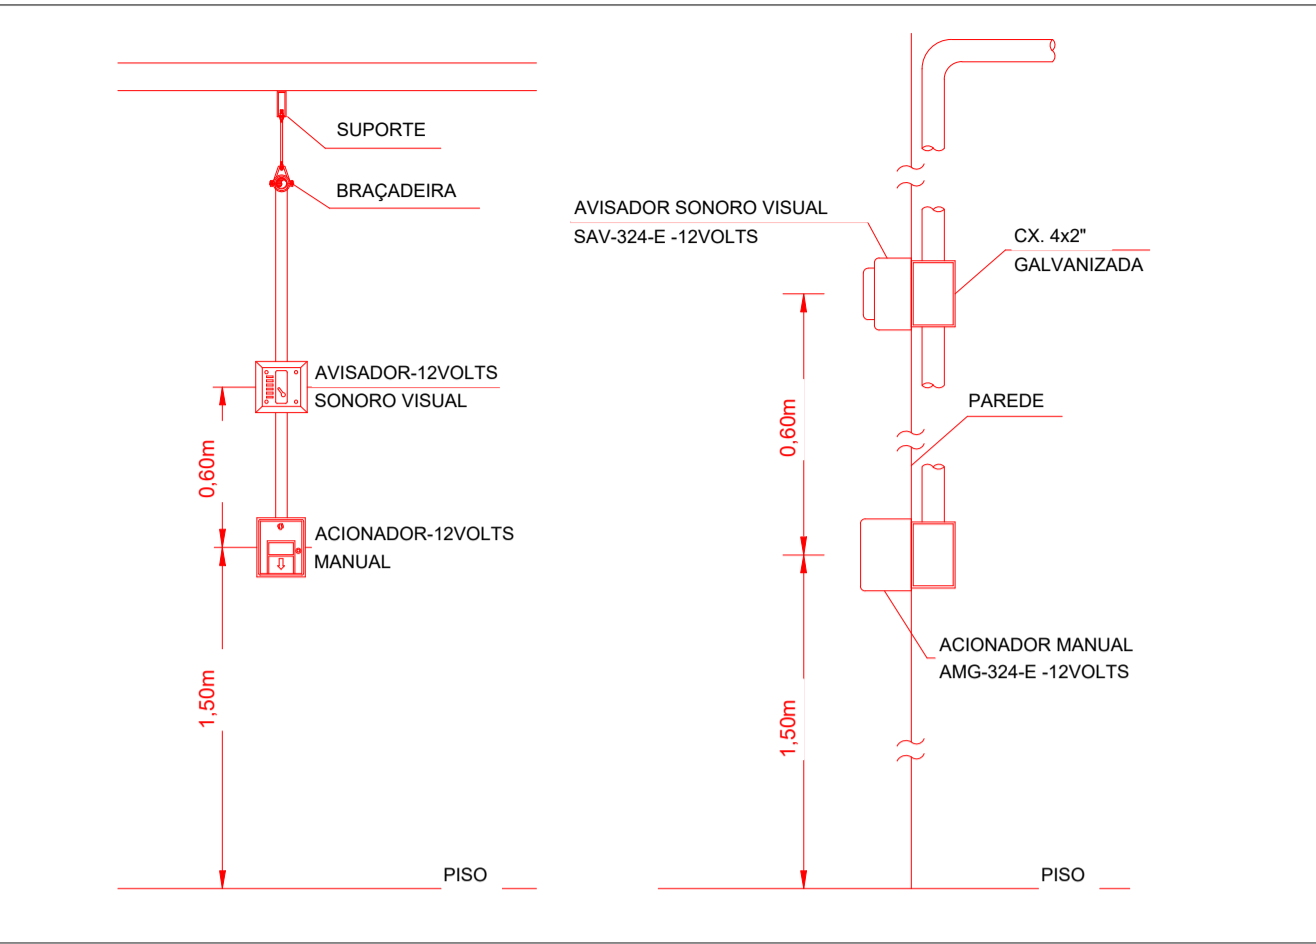 SUPORTE
BRAÇADEIRA
AVISADOR-12VOLTS
SONORO VISUAL
0,60m
ACIONADOR-12VOLTS
MANUAL
1,50m
PISO
AVISADOR SONORO VISUAL
SAV-324-E -12VOLTS
CX. 4x2"
GALVANIZADA
PAREDE
0,60m
ACIONADOR MANUAL
AMG-324-E -12VOLTS
1,50m
PISO